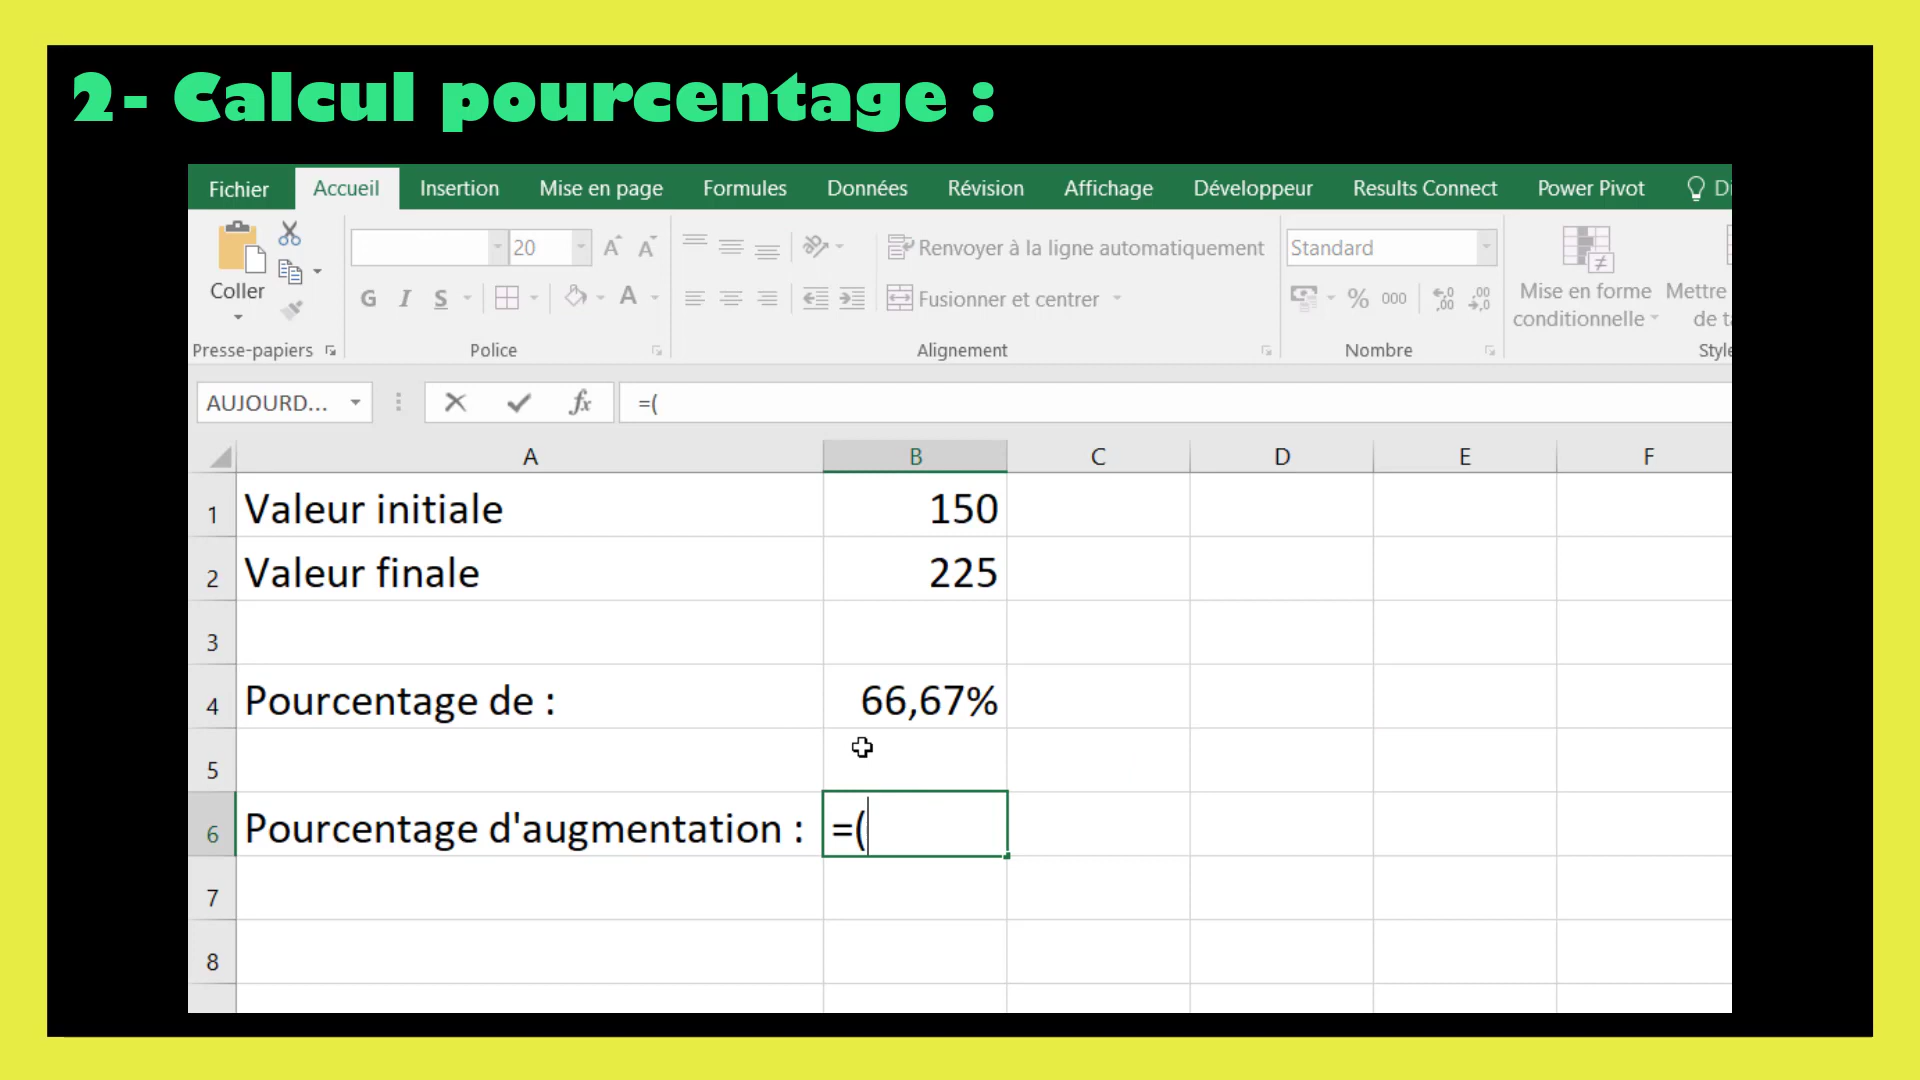 2- Calcul pourcentage :
Fichier Accueil Insertion Mise en page Formules Données Révision Affichage Développeur Results Connect Power Pivot
20 A A Renvoyer à la ligne automatiquement Standard
Coller G I S A Fusionner et centrer % 000 Mise en forme conditionnelle Mettre
Presse-papiers Police Alignement Nombre
AUJOURD... fx =(
A B C D E F
1 Valeur initiale 150
2 Valeur finale 225
3
4 Pourcentage de : 66,67%
5
6 Pourcentage d'augmentation : =(
7
8